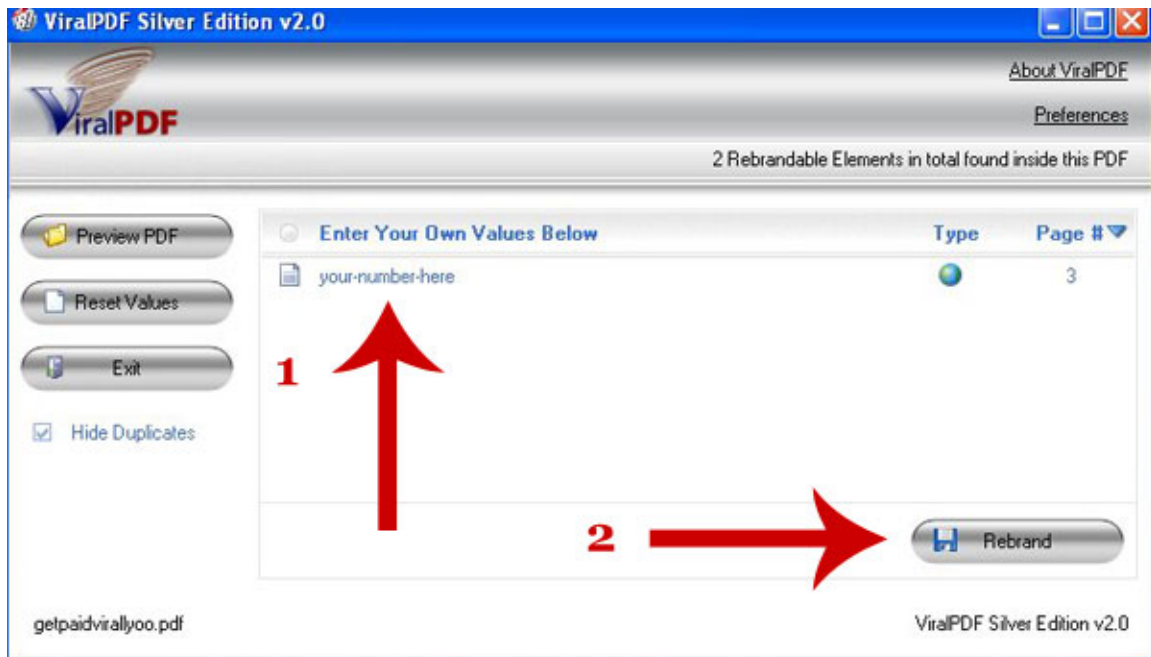 ViralPDF Silver Edition v2.0
About ViralPDF
ViralPDF
Preferences
2 Rebrandable Elements in total found inside this PDF
Preview PDF
Enter Your Own Values Below Type Page #
your-number-here 3
Reset Values
1
Exit
Hide Duplicates
2
Rebrand
getpaidvirallyoo.pdf ViralPDF Silver Edition v2.0